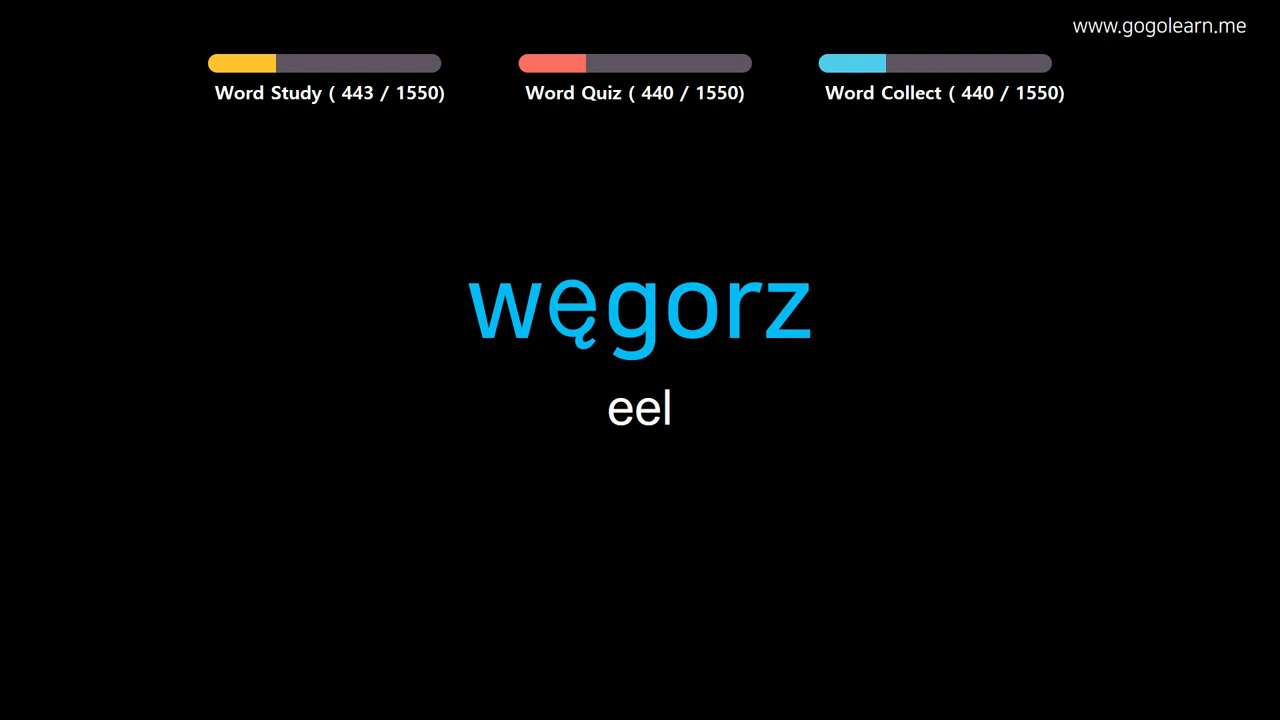 www.gogolearn.me
Word Study ( 443 / 1550)
Word Quiz ( 440 / 1550)
Word Collect ( 440 / 1550)
węgorz
eel